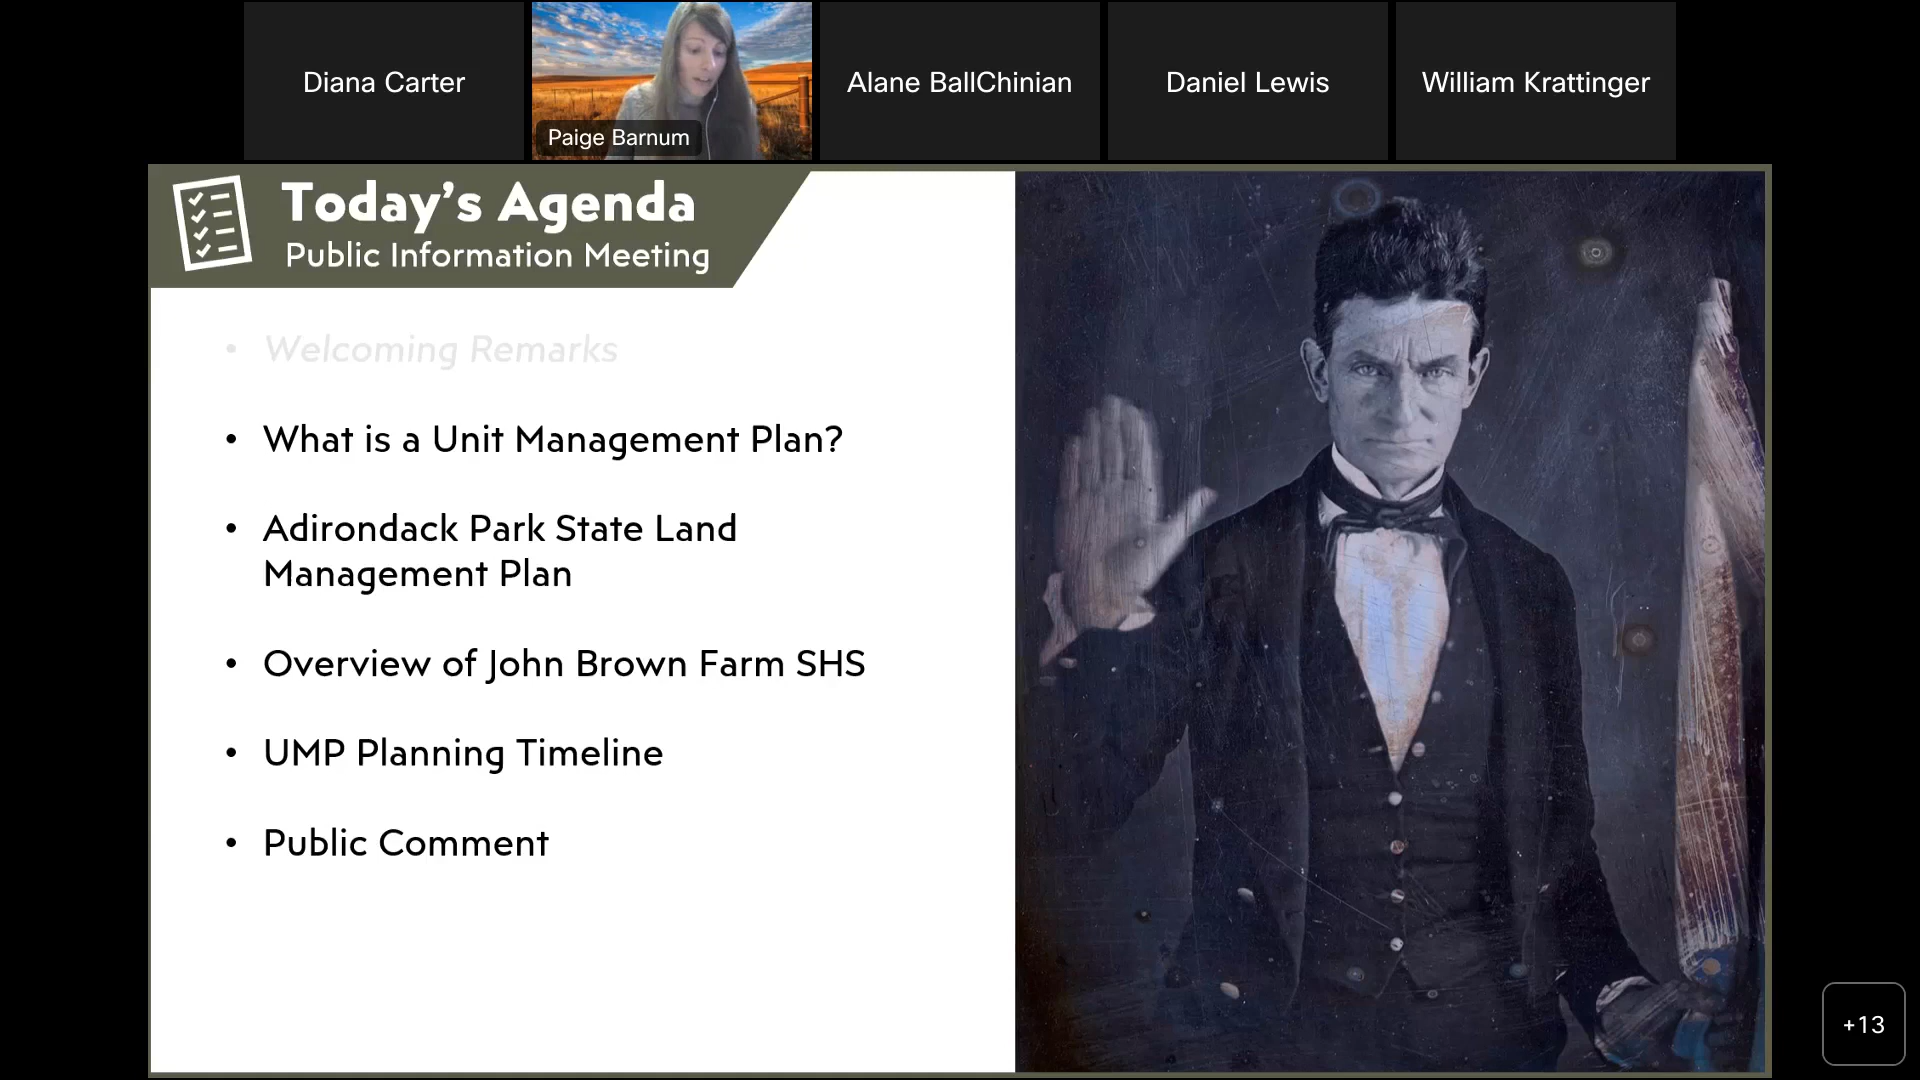 Diana Carter
Paige Barnum
Alane BallChinian
Daniel Lewis
William Krattinger
Today's Agenda
Public Information Meeting
• Welcoming Remarks
• What is a Unit Management Plan?
• Adirondack Park State Land
Management Plan
• Overview of John Brown Farm SHS
• UMP Planning Timeline
• Public Comment
+13